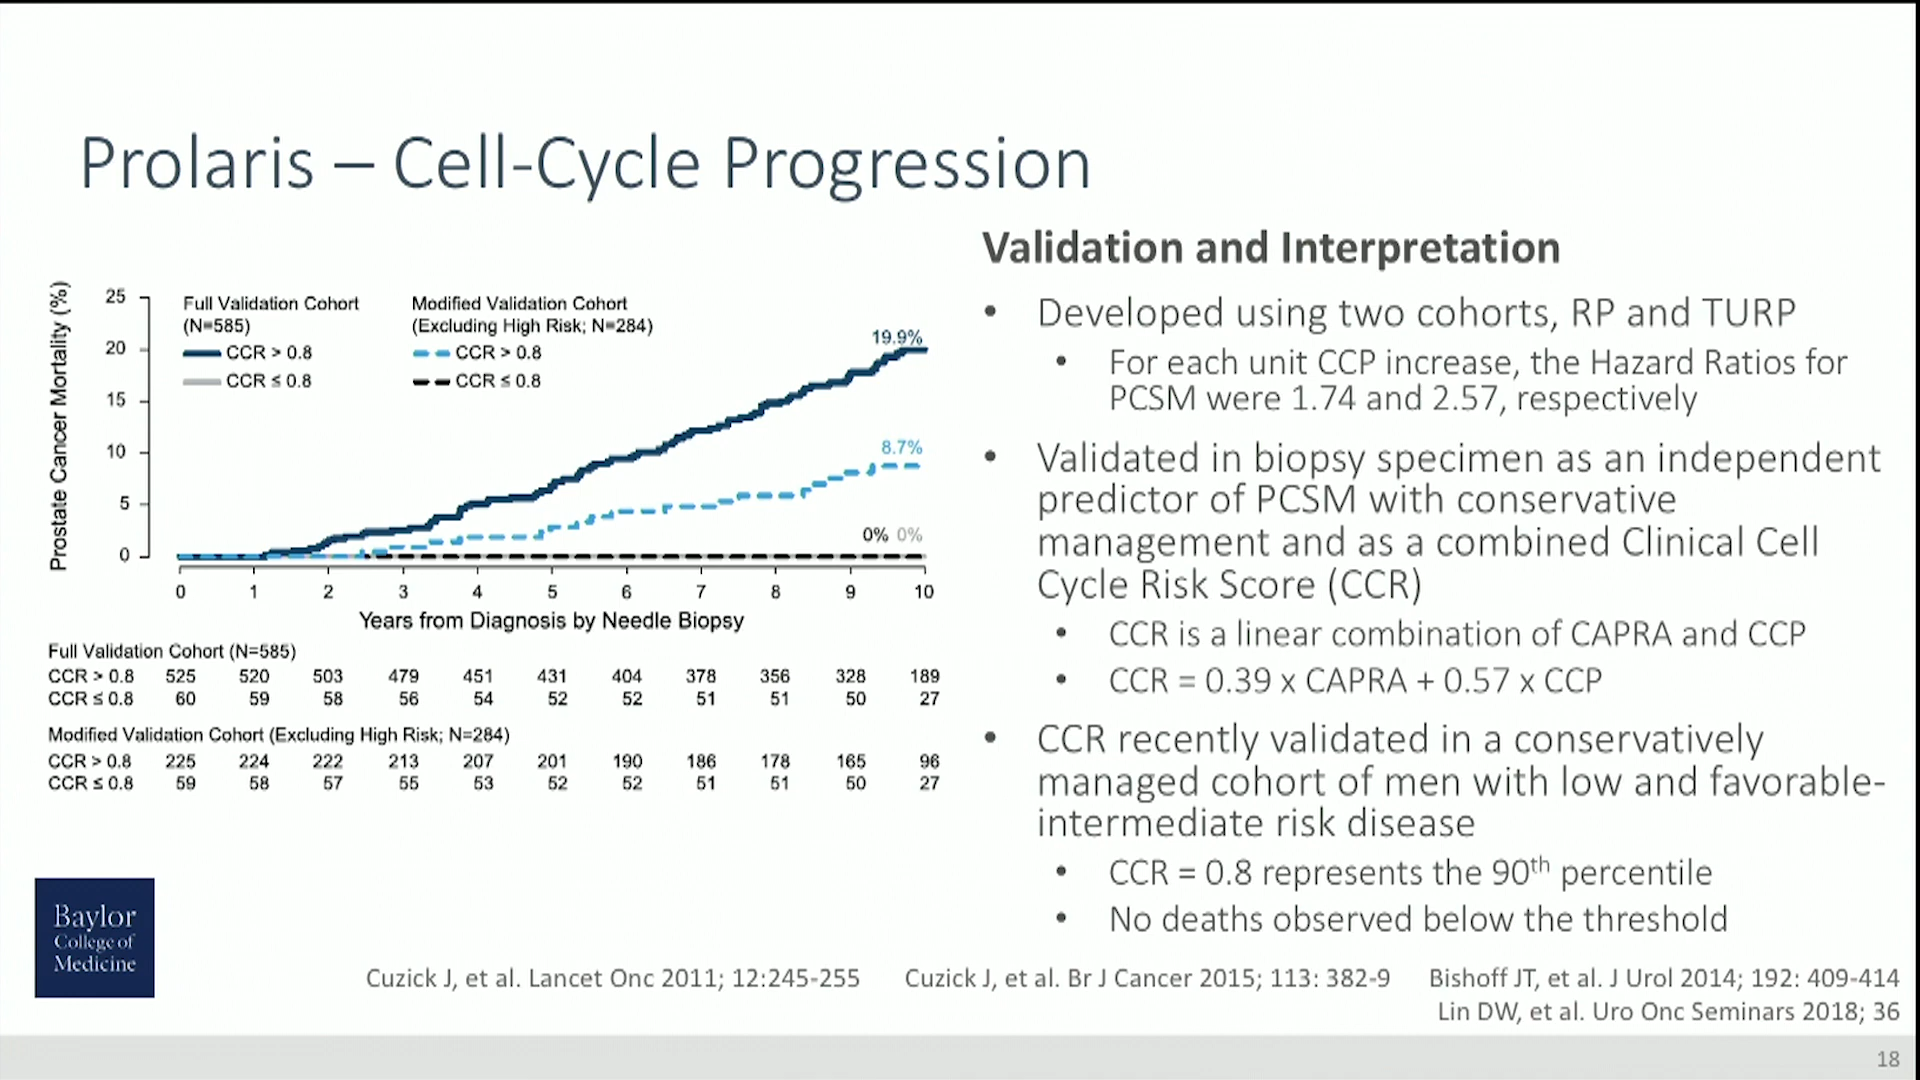 Prolaris – Cell-Cycle Progression
Prostate Cancer Mortality (%)
25
20
15
10
5
0
Full Validation Cohort
(N=585)
CCR > 0.8
CCR ≤ 0.8
Modified Validation Cohort
(Excluding High Risk; N=284)
CCR > 0.8
CCR ≤ 0.8
19.9%
8.7%
0% 0%
0 1 2 3 4 5 6 7 8 9 10
Years from Diagnosis by Needle Biopsy
Full Validation Cohort (N=585)
CCR > 0.8 525 520 503 479 451 431 404 378 356 328 189
CCR ≤ 0.8 60 59 58 56 54 52 52 51 51 50 27
Modified Validation Cohort (Excluding High Risk; N=284)
CCR > 0.8 225 224 222 213 207 201 190 186 178 165 96
CCR ≤ 0.8 59 58 57 55 53 52 52 51 51 50 27
Validation and Interpretation
• Developed using two cohorts, RP and TURP
• For each unit CCP increase, the Hazard Ratios for
PCSM were 1.74 and 2.57, respectively
• Validated in biopsy specimen as an independent
predictor of PCSM with conservative
management and as a combined Clinical Cell
Cycle Risk Score (CCR)
• CCR is a linear combination of CAPRA and CCP
• CCR = 0.39 x CAPRA + 0.57 x CCP
• CCR recently validated in a conservatively
managed cohort of men with low and favorable-
intermediate risk disease
• CCR = 0.8 represents the 90th percentile
• No deaths observed below the threshold
Baylor
College of
Medicine
Cuzick J, et al. Lancet Onc 2011; 12:245-255 Cuzick J, et al. Br J Cancer 2015; 113: 382-9 Bishoff JT, et al. J Urol 2014; 192: 409-414
Lin DW, et al. Uro Onc Seminars 2018; 36
18